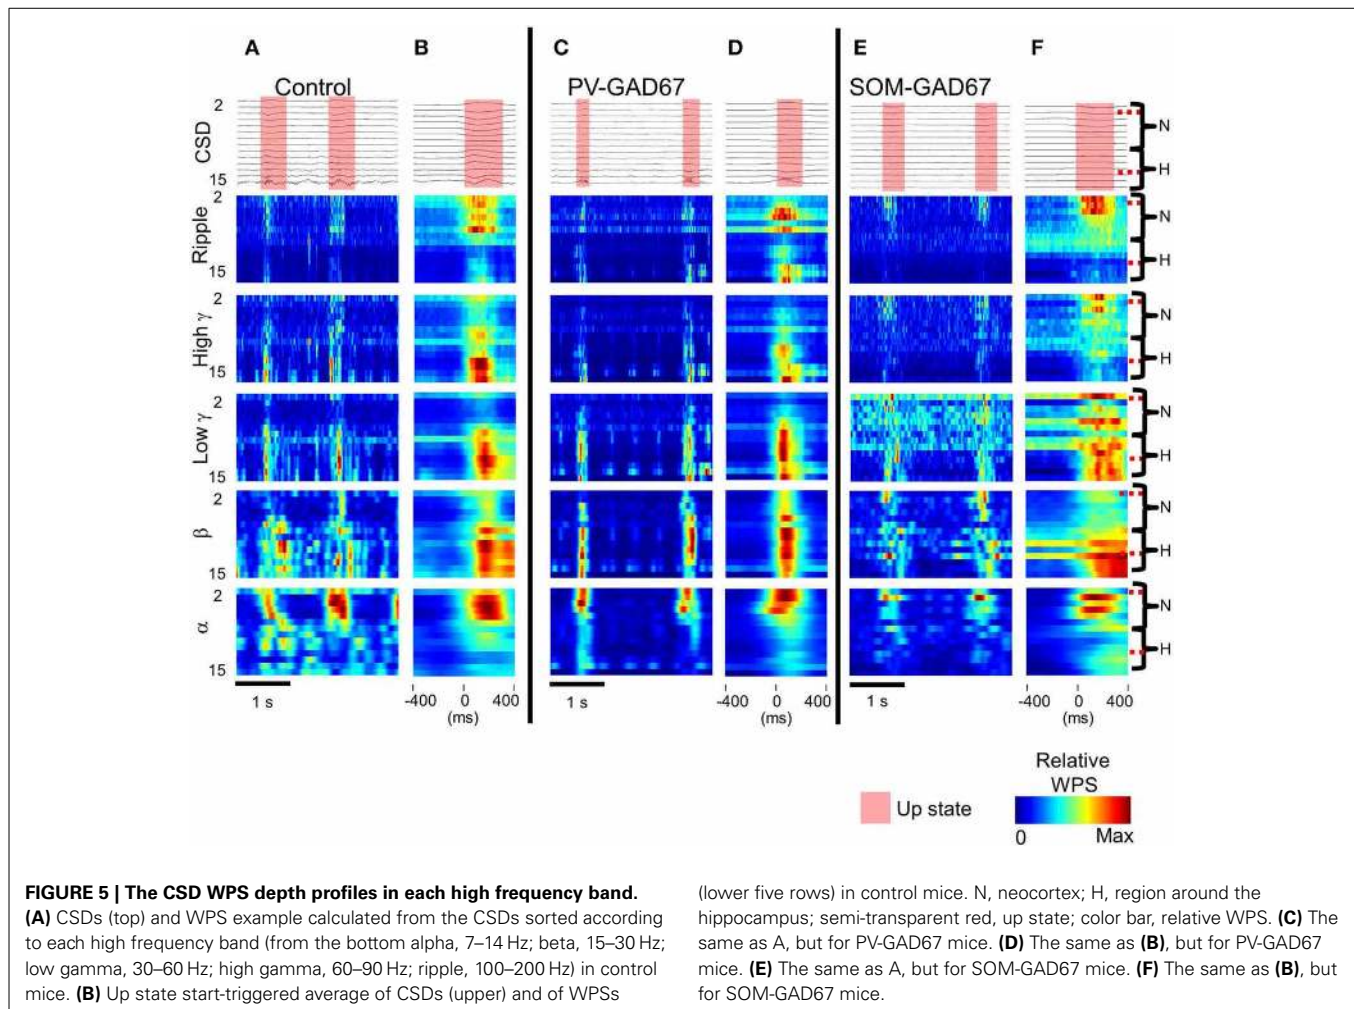 A B C D E F
Control PV-GAD67 SOM-GAD67
CSD
2
15
N
H
Ripple
2
15
N
H
High γ
2
15
N
H
Low γ
2
15
N
H
β
2
15
N
H
α
2
15
N
H
1 s
-400 0 400
(ms)
1 s
-400 0 400
(ms)
1 s
-400 0 400
(ms)
Up state
Relative
WPS
0 Max
FIGURE 5 | The CSD WPS depth profiles in each high frequency band.
(A) CSDs (top) and WPS example calculated from the CSDs sorted according
to each high frequency band (from the bottom alpha, 7–14 Hz; beta, 15–30 Hz;
low gamma, 30–60 Hz; high gamma, 60–90 Hz; ripple, 100–200 Hz) in control
mice. (B) Up state start-triggered average of CSDs (upper) and of WPSs
(lower five rows) in control mice. N, neocortex; H, region around the
hippocampus; semi-transparent red, up state; color bar, relative WPS. (C) The
same as A, but for PV-GAD67 mice. (D) The same as (B), but for PV-GAD67
mice. (E) The same as A, but for SOM-GAD67 mice. (F) The same as (B), but
for SOM-GAD67 mice.